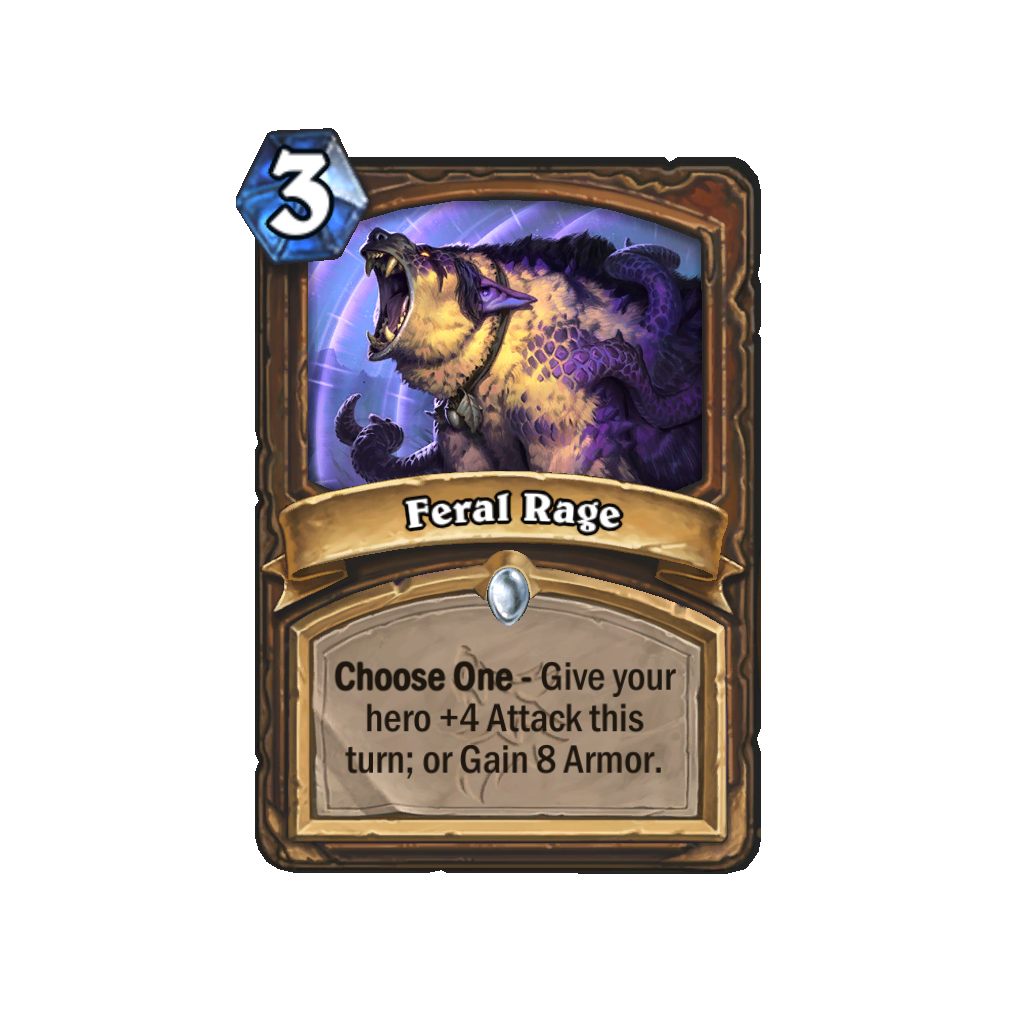 3
Feral Rage
Choose One - Give your
hero +4 Attack this
turn; or Gain 8 Armor.